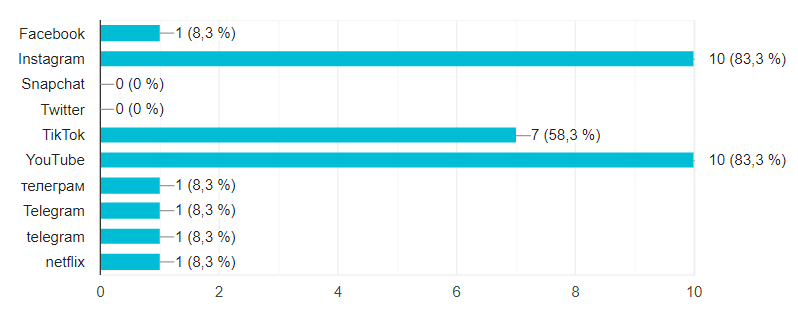 Facebook 1 (8,3 %)
Instagram 10 (83,3 %)
Snapchat 0 (0 %)
Twitter 0 (0 %)
TikTok 7 (58,3 %)
YouTube 10 (83,3 %)
телеграм 1 (8,3 %)
Telegram 1 (8,3 %)
telegram 1 (8,3 %)
netflix 1 (8,3 %)
0 2 4 6 8 10